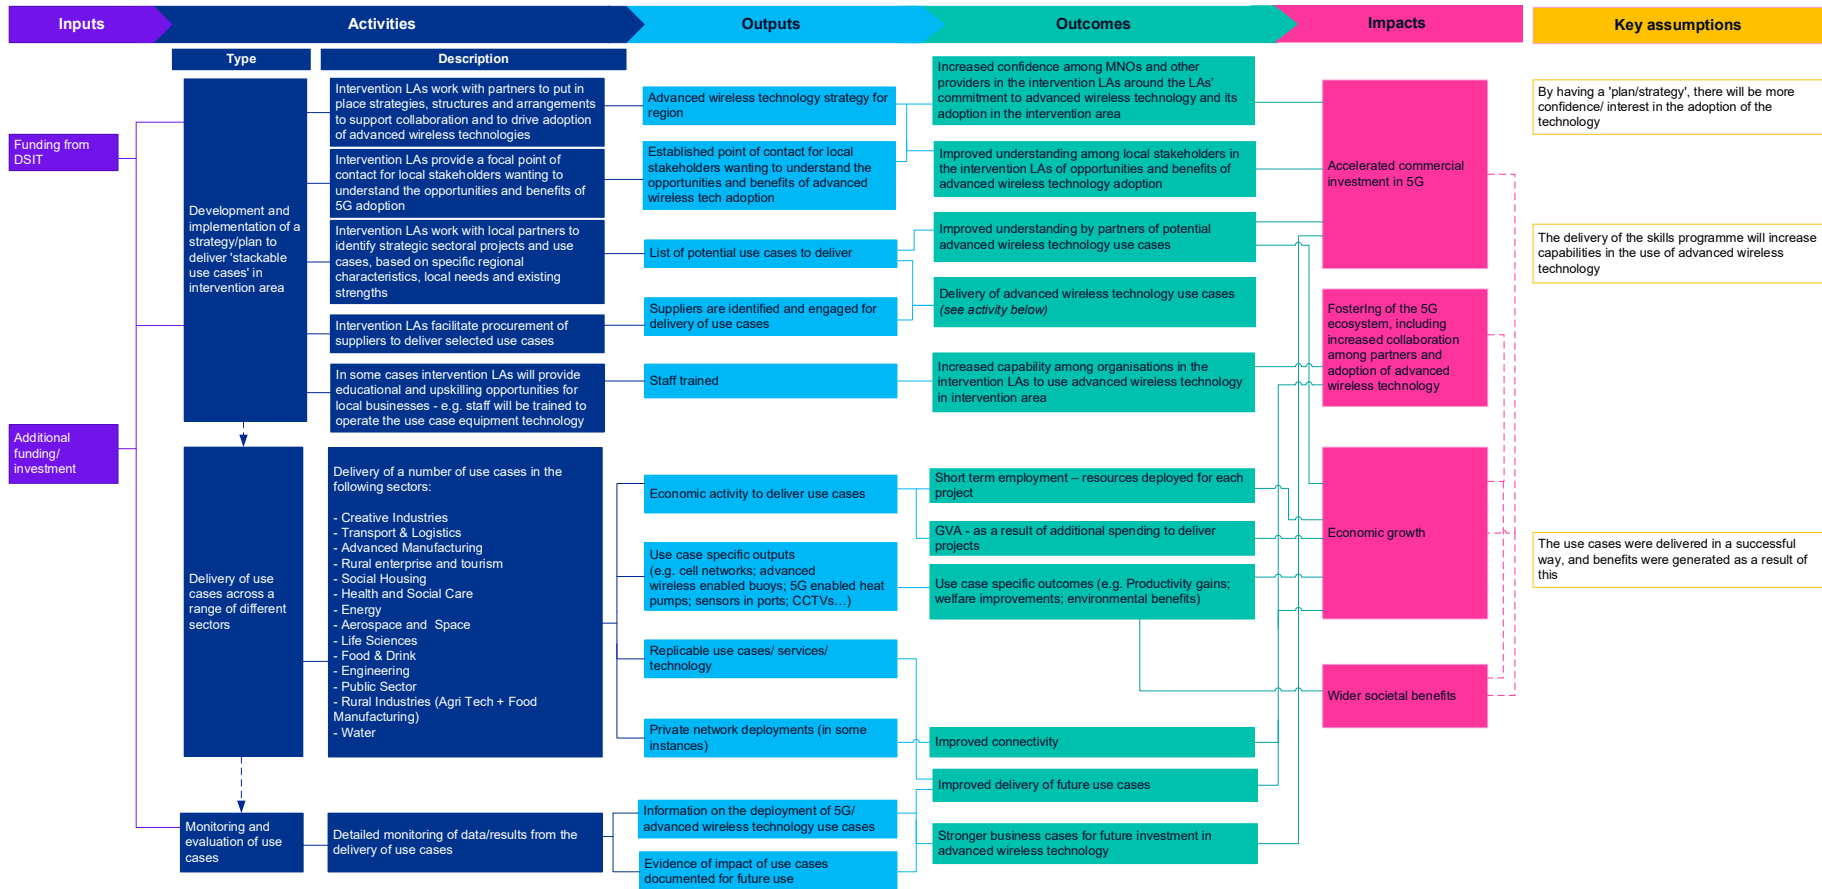 Inputs
Activities
Outputs
Outcomes
Impacts
Key assumptions
Type
Description
Funding from
DSIT
Additional
funding/
investment
Development and
implementation of a
strategy/plan to
deliver 'stackable
use cases' in
intervention area
Delivery of use
cases across a
range of different
sectors
Monitoring and
evaluation of use
cases
Intervention LAs work with partners to put in
place strategies, structures and arrangements
to support collaboration and to drive adoption
of advanced wireless technologies
Intervention LAs provide a focal point of
contact for local stakeholders wanting to
understand the opportunities and benefits of
5G adoption
Intervention LAs work with local partners to
identify strategic sectoral projects and use
cases, based on specific regional
characteristics, local needs and existing
strengths
Intervention LAs facilitate procurement of
suppliers to deliver selected use cases
In some cases intervention LAs will provide
educational and upskilling opportunities for
local businesses - e.g. staff will be trained to
operate the use case equipment technology
Delivery of a number of use cases in the
following sectors:
- Creative Industries
- Transport & Logistics
- Advanced Manufacturing
- Rural enterprise and tourism
- Social Housing
- Health and Social Care
- Energy
- Aerospace and  Space
- Life Sciences
- Food & Drink
- Engineering
- Public Sector
- Rural Industries (Agri Tech + Food
Manufacturing)
- Water
Detailed monitoring of data/results from the
delivery of use cases
Advanced wireless technology strategy for
region
Established point of contact for local
stakeholders wanting to understand the
opportunities and benefits of advanced
wireless tech adoption
List of potential use cases to deliver
Suppliers are identified and engaged for
delivery of use cases
Staff trained
Economic activity to deliver use cases
Use case specific outputs
(e.g. cell networks; advanced
wireless enabled buoys; 5G enabled heat
pumps; sensors in ports; CCTVs…)
Replicable use cases/ services/
technology
Private network deployments (in some
instances)
Information on the deployment of 5G/
advanced wireless technology use cases
Evidence of impact of use cases
documented for future use
Increased confidence among MNOs and other
providers in the intervention LAs around the LAs'
commitment to advanced wireless technology and its
adoption in the intervention area
Improved understanding among local stakeholders in
the intervention LAs of opportunities and benefits of
advanced wireless technology adoption
Improved understanding by partners of potential
advanced wireless technology use cases
Delivery of advanced wireless technology use cases
(see activity below)
Increased capability among organisations in the
intervention LAs to use advanced wireless technology
in intervention area
Short term employment – resources deployed for each
project
GVA - as a result of additional spending to deliver
projects
Use case specific outcomes (e.g. Productivity gains;
welfare improvements; environmental benefits)
Improved connectivity
Improved delivery of future use cases
Stronger business cases for future investment in
advanced wireless technology
Accelerated commercial
investment in 5G
Fostering of the 5G
ecosystem, including
increased collaboration
among partners and
adoption of advanced
wireless technology
Economic growth
Wider societal benefits
By having a 'plan/strategy', there will be more
confidence/ interest in the adoption of the
technology
The delivery of the skills programme will increase
capabilities in the use of advanced wireless
technology
The use cases were delivered in a successful
way, and benefits were generated as a result of
this